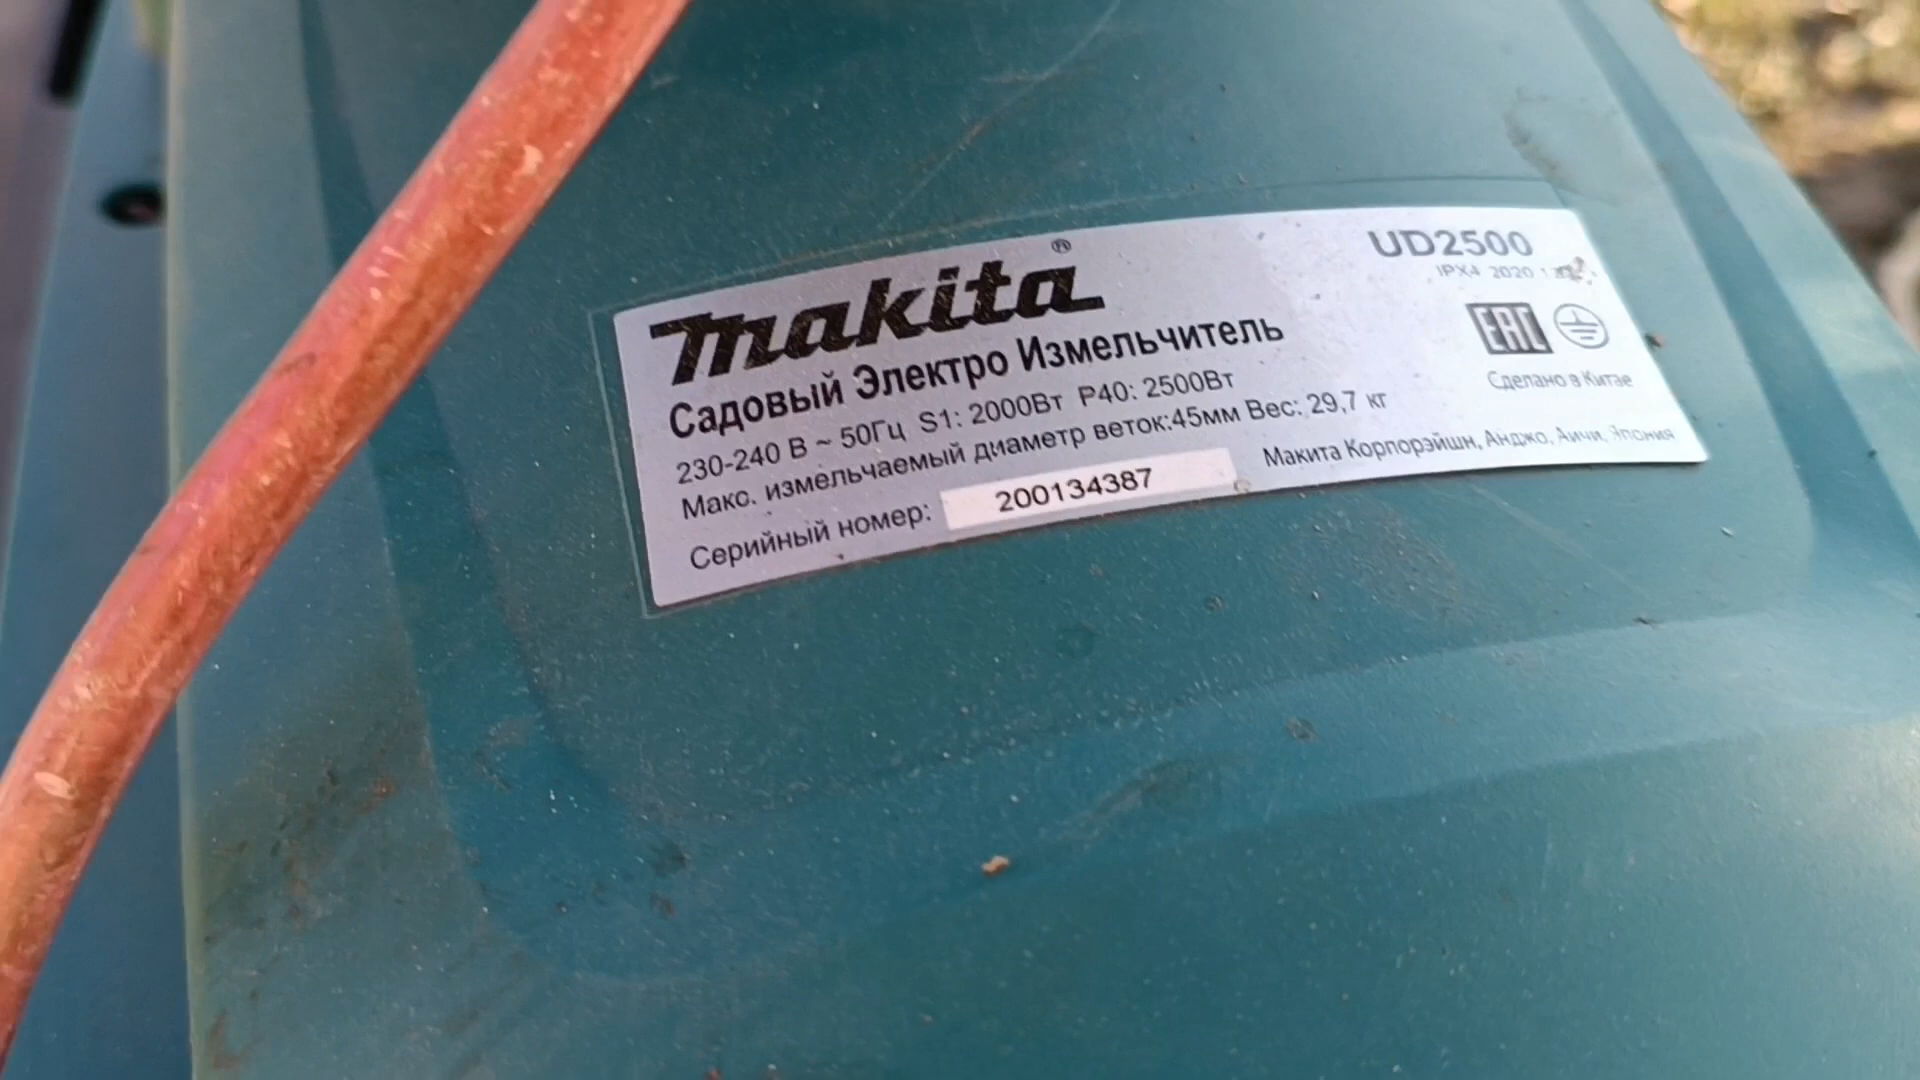 makita®
UD2500
IPX4 2020
Садовый Электро Измельчитель
EAC
230-240 В ~ 50Гц S1: 2000Вт P40: 2500Вт
Сделано в Китае
Макс. измельчаемый диаметр веток:45мм Вес: 29,7 кг
Серийный номер: 200134387
Макита Корпорэйшн, Анджо, Аичи, Япония